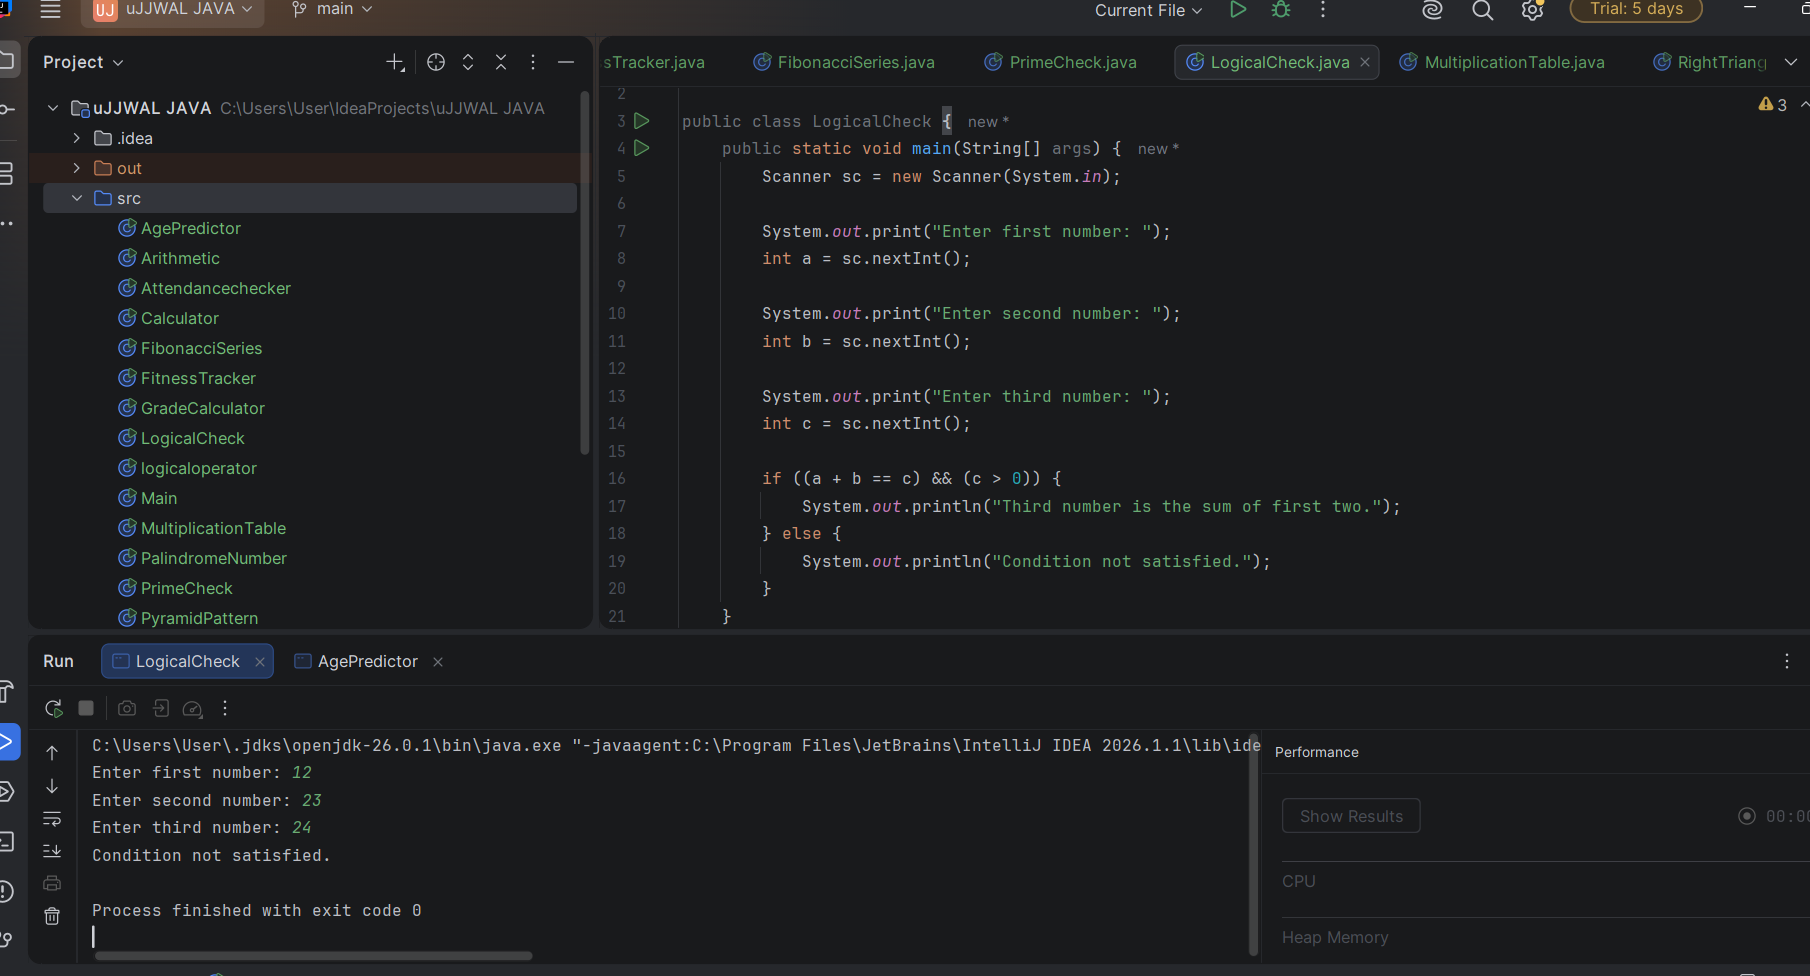 UJ uJJWAL JAVA main Current File Trial: 5 days
Project
uJJWAL JAVA C:\Users\User\IdeaProjects\uJJWAL JAVA
.idea
out
src
AgePredictor
Arithmetic
Attendancechecker
Calculator
FibonacciSeries
FitnessTracker
GradeCalculator
LogicalCheck
logicaloperator
Main
MultiplicationTable
PalindromeNumber
PrimeCheck
PyramidPattern
sTracker.java FibonacciSeries.java PrimeCheck.java LogicalCheck.java MultiplicationTable.java RightTriang
3
2
3 public class LogicalCheck { new *
4 public static void main(String[] args) { new *
5 Scanner sc = new Scanner(System.in);
6
7 System.out.print("Enter first number: ");
8 int a = sc.nextInt();
9
10 System.out.print("Enter second number: ");
11 int b = sc.nextInt();
12
13 System.out.print("Enter third number: ");
14 int c = sc.nextInt();
15
16 if ((a + b == c) && (c > 0)) {
17 System.out.println("Third number is the sum of first two.");
18 } else {
19 System.out.println("Condition not satisfied.");
20 }
21 }
Run LogicalCheck AgePredictor
C:\Users\User\.jdks\openjdk-26.0.1\bin\java.exe "-javaagent:C:\Program Files\JetBrains\IntelliJ IDEA 2026.1.1\lib\ide
Enter first number: 12
Enter second number: 23
Enter third number: 24
Condition not satisfied.
Process finished with exit code 0
Performance
Show Results 00:00
CPU
Heap Memory